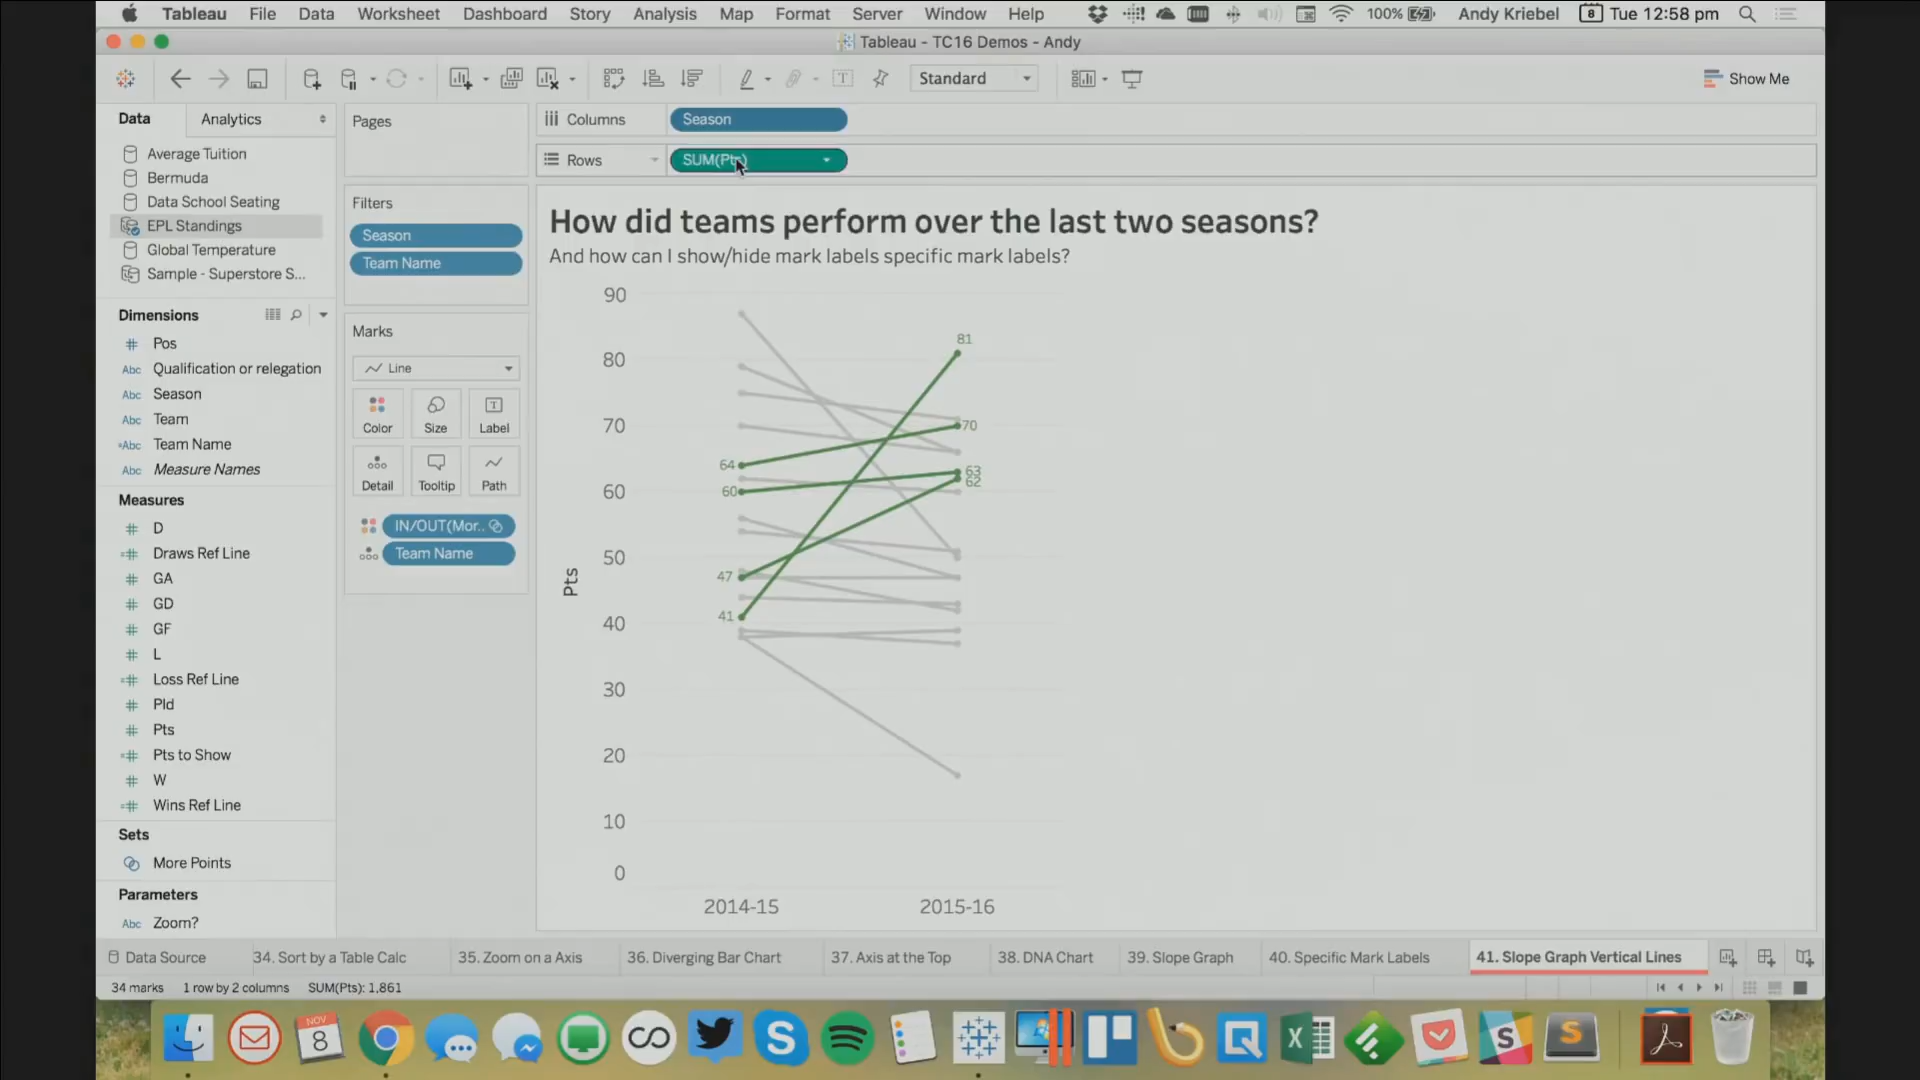 Tableau File Data Worksheet Dashboard Story Analysis Map Format Server Window Help 100% Andy Kriebel 8 Tue 12:58 pm
Tableau - TC16 Demos - Andy
Standard Show Me
Data Analytics
Average Tuition
Bermuda
Data School Seating
EPL Standings
Global Temperature
Sample - Superstore S...
Dimensions
Pos
Abc Qualification or relegation
Abc Season
Abc Team
Abc Team Name
Abc Measure Names
Measures
D
Draws Ref Line
GA
GD
GF
L
Loss Ref Line
Pld
Pts
Pts to Show
W
Wins Ref Line
Sets
More Points
Parameters
Abc Zoom?
Pages
Filters
Season
Team Name
Marks
Line
Color Size Label
Detail Tooltip Path
IN/OUT(Mor..
Team Name
Columns Season
Rows SUM(Pts)
How did teams perform over the last two seasons?
And how can I show/hide mark labels specific mark labels?
90
80
70
60
50
40
30
20
10
0
Pts
81
70
64
63
62
60
47
41
2014-15 2015-16
Data Source 34. Sort by a Table Calc 35. Zoom on a Axis 36. Diverging Bar Chart 37. Axis at the Top 38. DNA Chart 39. Slope Graph 40. Specific Mark Labels 41. Slope Graph Vertical Lines
34 marks 1 row by 2 columns SUM(Pts): 1,861
NOV
8